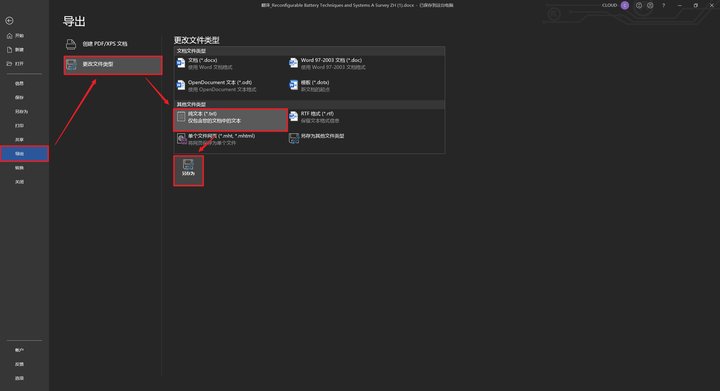 翻译_Reconfigurable Battery Techniques and Systems A Survey ZH (1).docx - 已保存到这台电脑
CLOUD
C
?
导出
开始
新建
打开
信息
保存
另存为
打印
共享
导出
转换
关闭
帐户
反馈
选项
创建 PDF/XPS 文档
更改文件类型
更改文件类型
文档文件类型
文档 (*.docx)
使用 Word 文档格式
Word 97-2003 文档 (*.doc)
使用 Word 97-2003 文档格式
OpenDocument 文本 (*.odt)
使用 OpenDocument 文本格式
模板 (*.dotx)
新文档的起点
其他文件类型
纯文本 (*.txt)
仅包含您的文档中的文本
RTF 格式 (*.rtf)
保留文本格式信息
单个文件网页 (*.mht, *.mhtml)
将网页保存为单个文件
另存为其他文件类型
另存为